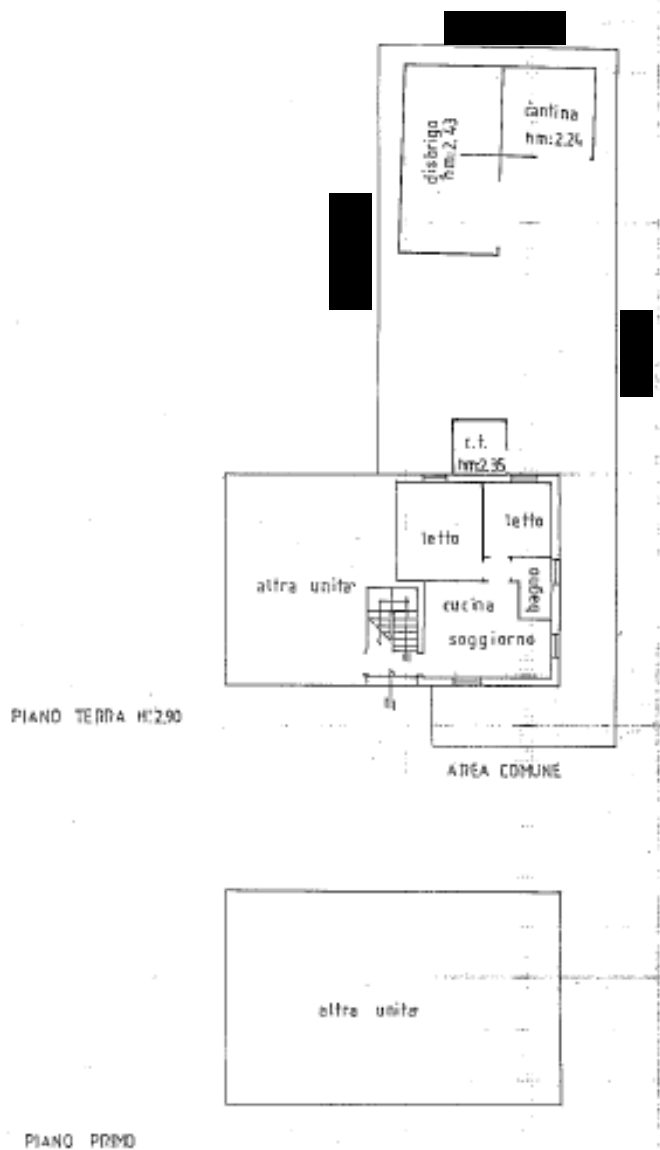 cantina
hm:2.24
disbrigo
hm:2,43
c.t.
hm:2.35
letto
letto
altra unita'
cucina
bagno
soggiorno
PIANO TERRA H:2.90
AREA COMUNE
altra unita'
PIANO PRIMO